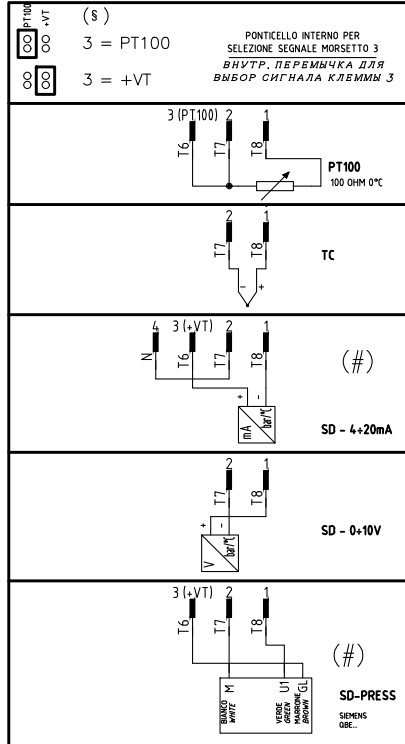 PT100
+VT
(§)
3 = PT100
3 = +VT
PONTICELLO INTERNO PER
SELEZIONE SEGNALE MORSETTO 3
ВНУТР. ПЕРЕМЫЧКА ДЛЯ
ВЫБОР СИГНАЛА КЛЕММЫ 3
3 (PT100) 2 1
T6 T7 T8
PT100
100 OHM 0°C
2 1
T7 T8
- +
TC
4 3 (+VT) 2 1
N T6 T7 T8
(#)
+ -
mA bar/°C
SD - 4÷20mA
2 1
T7 T8
+ -
V bar/°C
SD - 0÷10V
3 (+VT) 2 1
T6 T7 T8
(#)
M U1 GL
BIANCO
WHITE
VERDE
GREEN
MARRONE
BROWN
SD-PRESS
SIEMENS
QBE...